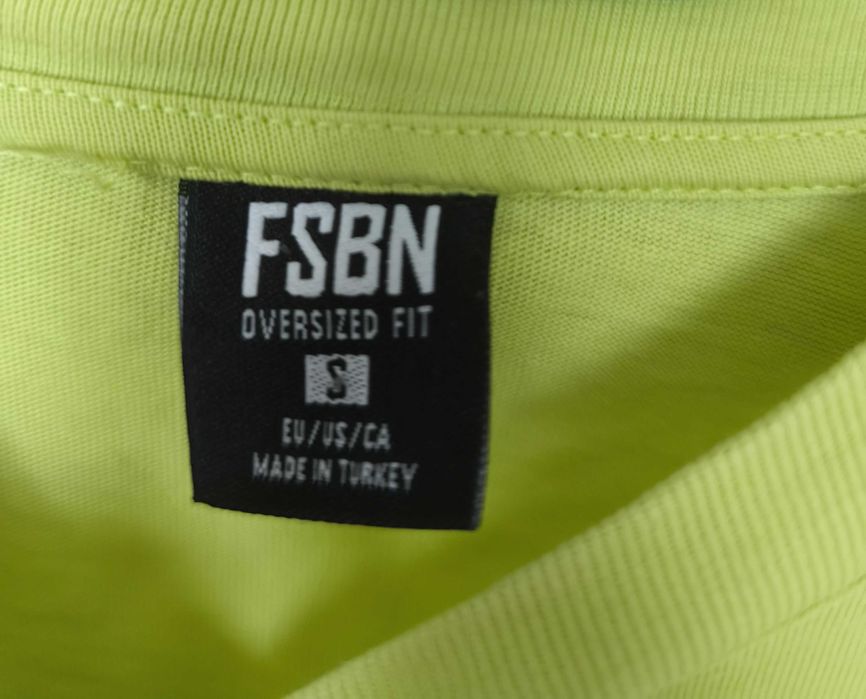 FSBN
OVERSIZED FIT
S
EU/US/CA
MADE IN TURKEY